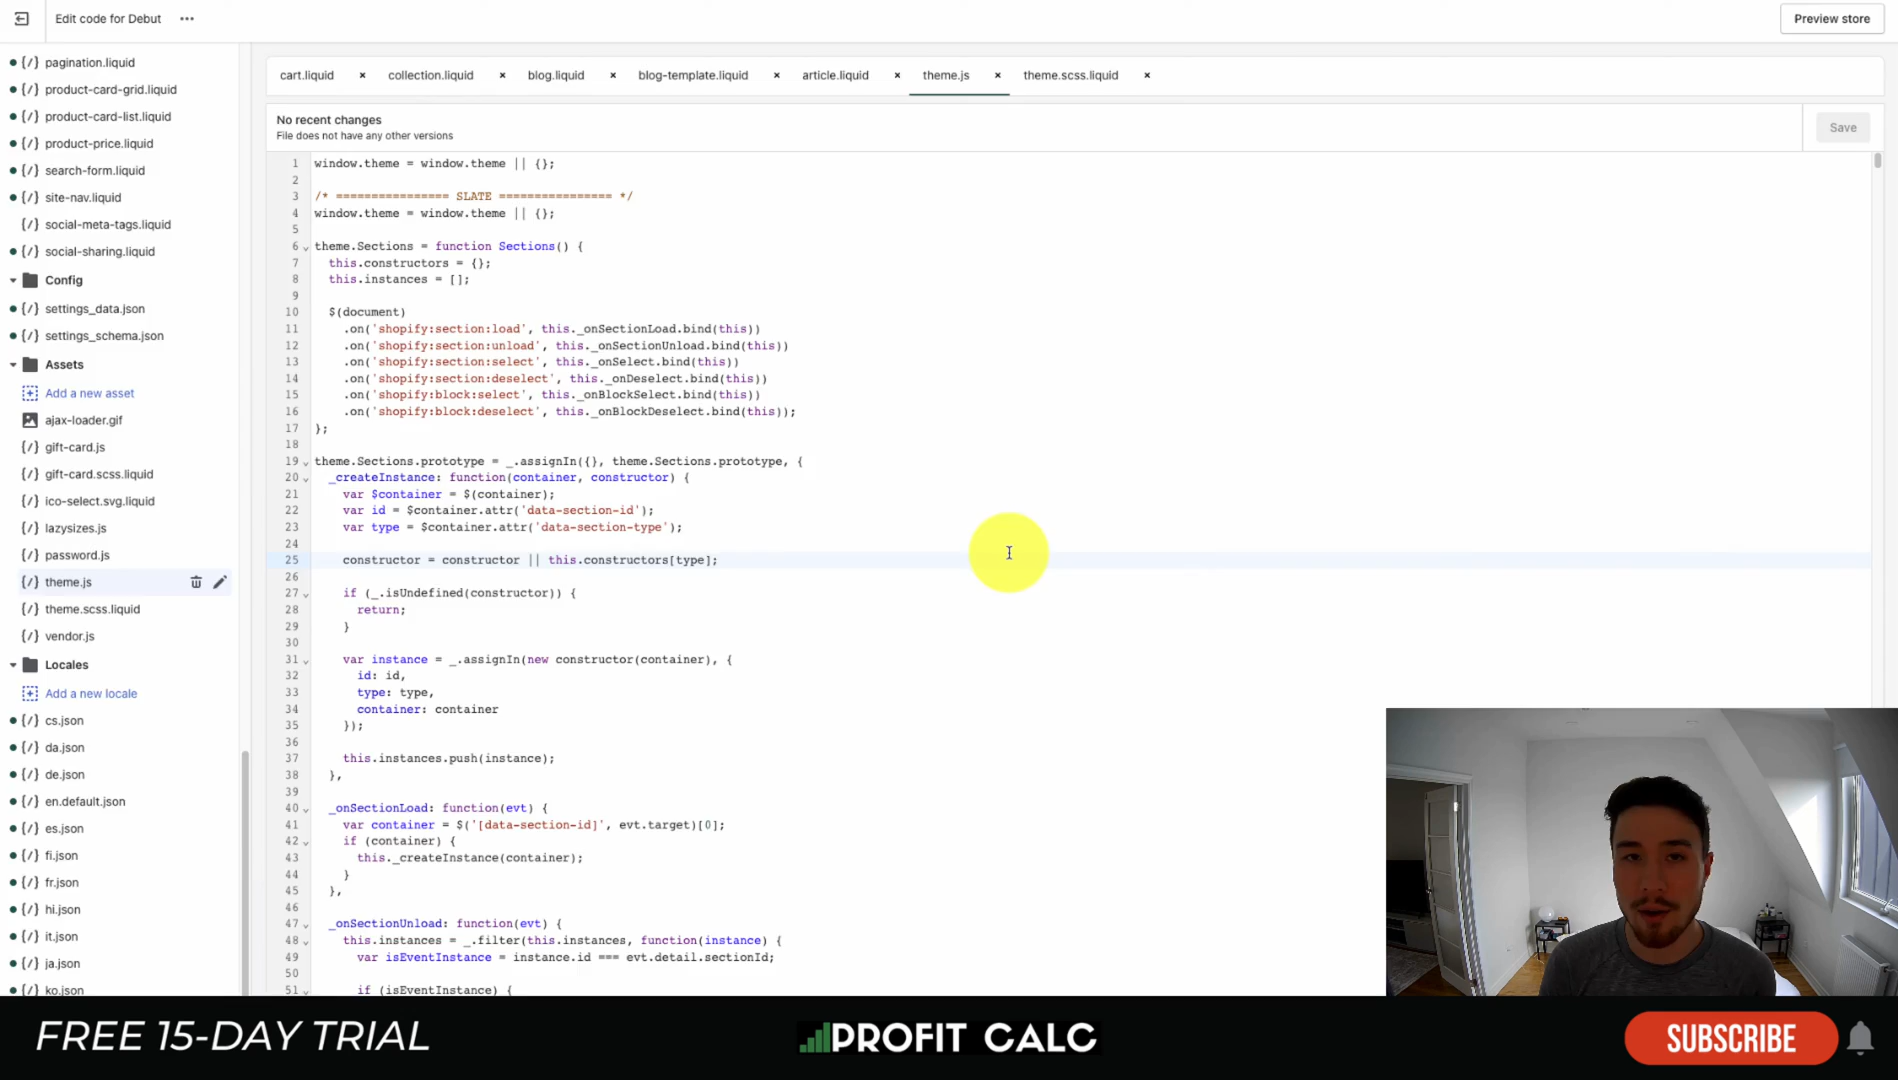 Edit code for Debut ...
Preview store
{/} pagination.liquid
{/} product-card-grid.liquid
{/} product-card-list.liquid
{/} product-price.liquid
{/} search-form.liquid
{/} site-nav.liquid
{/} social-meta-tags.liquid
{/} social-sharing.liquid
Config
{/} settings_data.json
{/} settings_schema.json
Assets
Add a new asset
ajax-loader.gif
{/} gift-card.js
{/} gift-card.scss.liquid
{/} ico-select.svg.liquid
{/} lazysizes.js
{/} password.js
{/} theme.js
{/} theme.scss.liquid
{/} vendor.js
Locales
Add a new locale
{/} cs.json
{/} da.json
{/} de.json
{/} en.default.json
{/} es.json
{/} fi.json
{/} fr.json
{/} hi.json
{/} it.json
{/} ja.json
{/} ko.json
cart.liquid × collection.liquid × blog.liquid × blog-template.liquid × article.liquid × theme.js × theme.scss.liquid ×
No recent changes
File does not have any other versions
Save
1 window.theme = window.theme || {};
2
3 /* ================ SLATE ================ */
4 window.theme = window.theme || {};
5
6 theme.Sections = function Sections() {
7 this.constructors = {};
8 this.instances = [];
9
10 $(document)
11 .on('shopify:section:load', this._onSectionLoad.bind(this))
12 .on('shopify:section:unload', this._onSectionUnload.bind(this))
13 .on('shopify:section:select', this._onSelect.bind(this))
14 .on('shopify:section:deselect', this._onDeselect.bind(this))
15 .on('shopify:block:select', this._onBlockSelect.bind(this))
16 .on('shopify:block:deselect', this._onBlockDeselect.bind(this));
17 };
18
19 theme.Sections.prototype = _.assignIn({}, theme.Sections.prototype, {
20 _createInstance: function(container, constructor) {
21 var $container = $(container);
22 var id = $container.attr('data-section-id');
23 var type = $container.attr('data-section-type');
24
25 constructor = constructor || this.constructors[type];
26
27 if (_.isUndefined(constructor)) {
28 return;
29 }
30
31 var instance = _.assignIn(new constructor(container), {
32 id: id,
33 type: type,
34 container: container
35 });
36
37 this.instances.push(instance);
38 },
39
40 _onSectionLoad: function(evt) {
41 var container = $('[data-section-id]', evt.target)[0];
42 if (container) {
43 this._createInstance(container);
44 }
45 },
46
47 _onSectionUnload: function(evt) {
48 this.instances = _.filter(this.instances, function(instance) {
49 var isEventInstance = instance.id === evt.detail.sectionId;
50
51 if (isEventInstance) {
FREE 15-DAY TRIAL
PROFIT CALC
SUBSCRIBE